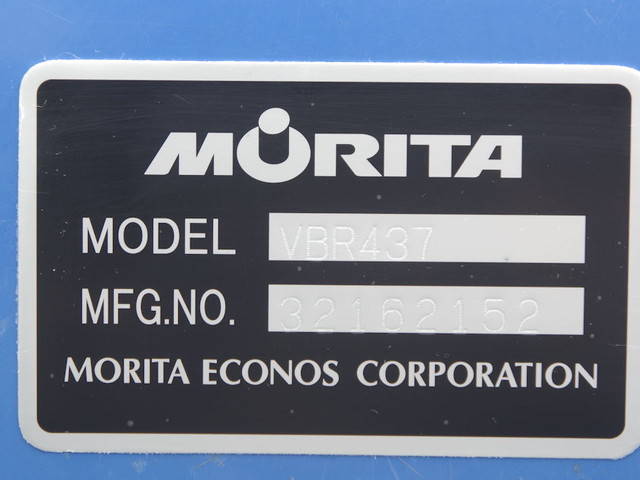 MORITA
MODEL VBR437
MFG.NO. 32162152
MORITA ECONOS CORPORATION